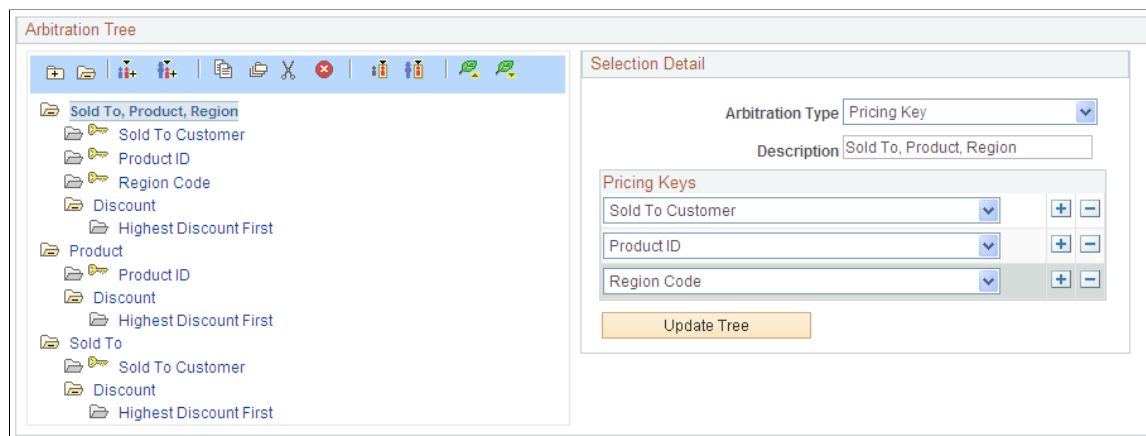 Arbitration Tree
Sold To, Product, Region
Sold To Customer
Product ID
Region Code
Discount
Highest Discount First
Product
Product ID
Discount
Highest Discount First
Sold To
Sold To Customer
Discount
Highest Discount First
Selection Detail
Arbitration Type Pricing Key
Description Sold To, Product, Region
Pricing Keys
Sold To Customer
Product ID
Region Code
Update Tree